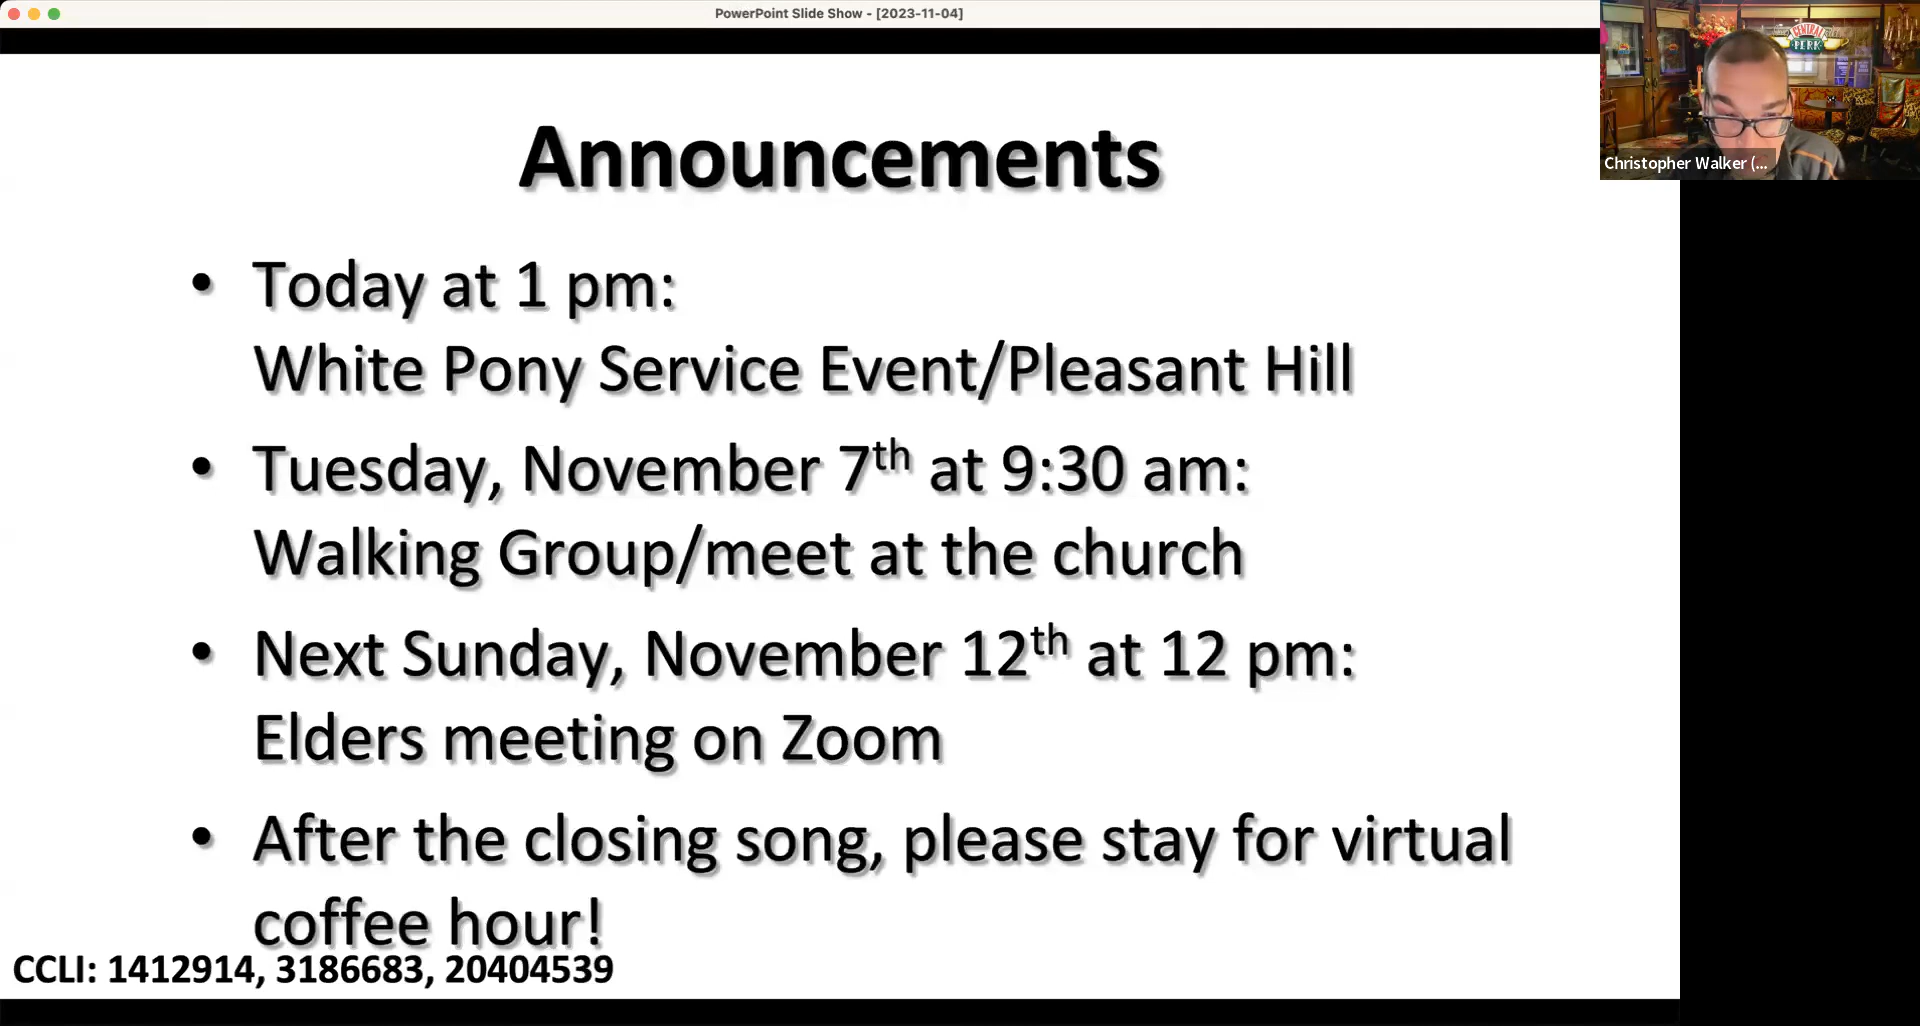 PowerPoint Slide Show - [2023-11-04]
CENTRAL
PERK
Christopher Walker (...
Announcements
• Today at 1 pm:
White Pony Service Event/Pleasant Hill
• Tuesday, November 7th at 9:30 am:
Walking Group/meet at the church
• Next Sunday, November 12th at 12 pm:
Elders meeting on Zoom
• After the closing song, please stay for virtual
coffee hour!
CCLI: 1412914, 3186683, 20404539